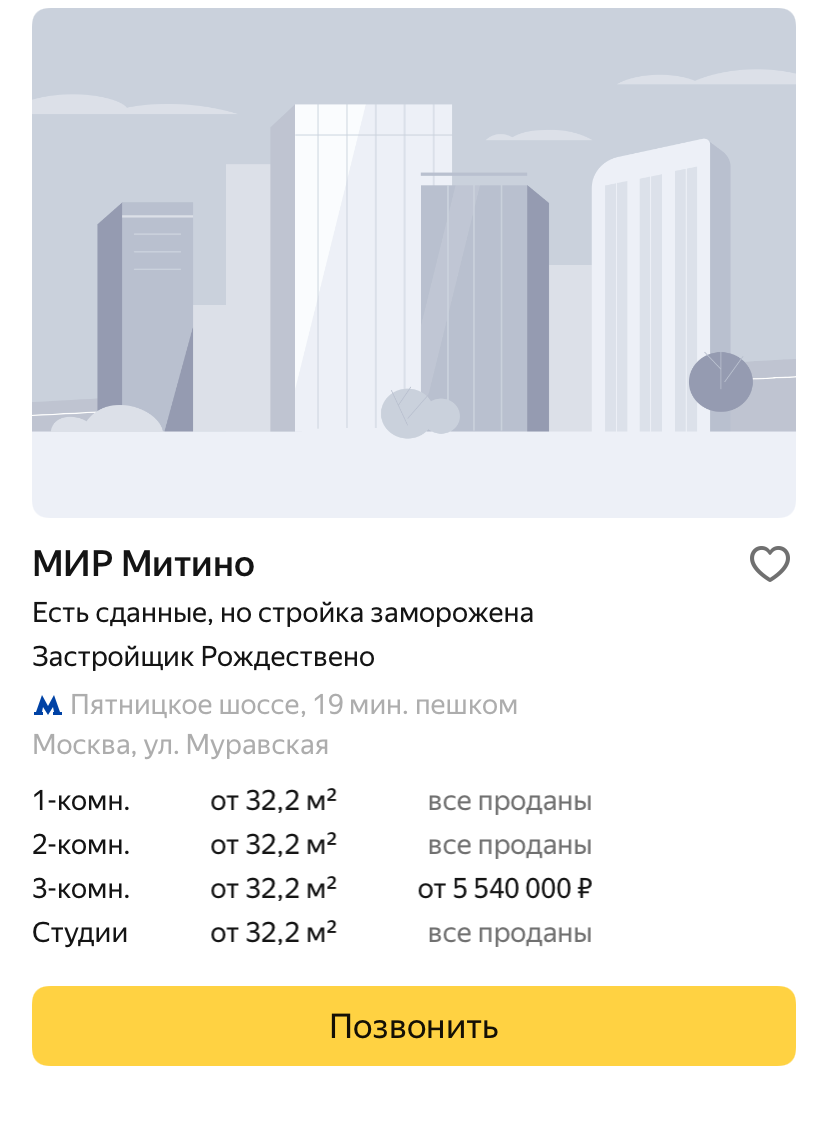 МИР Митино
Есть сданные, но стройка заморожена
Застройщик Рождествено
Пятницкое шоссе, 19 мин. пешком
Москва, ул. Муравская
1-комн. от 32,2 м² все проданы
2-комн. от 32,2 м² все проданы
3-комн. от 32,2 м² от 5 540 000 ₽
Студии от 32,2 м² все проданы
Позвонить